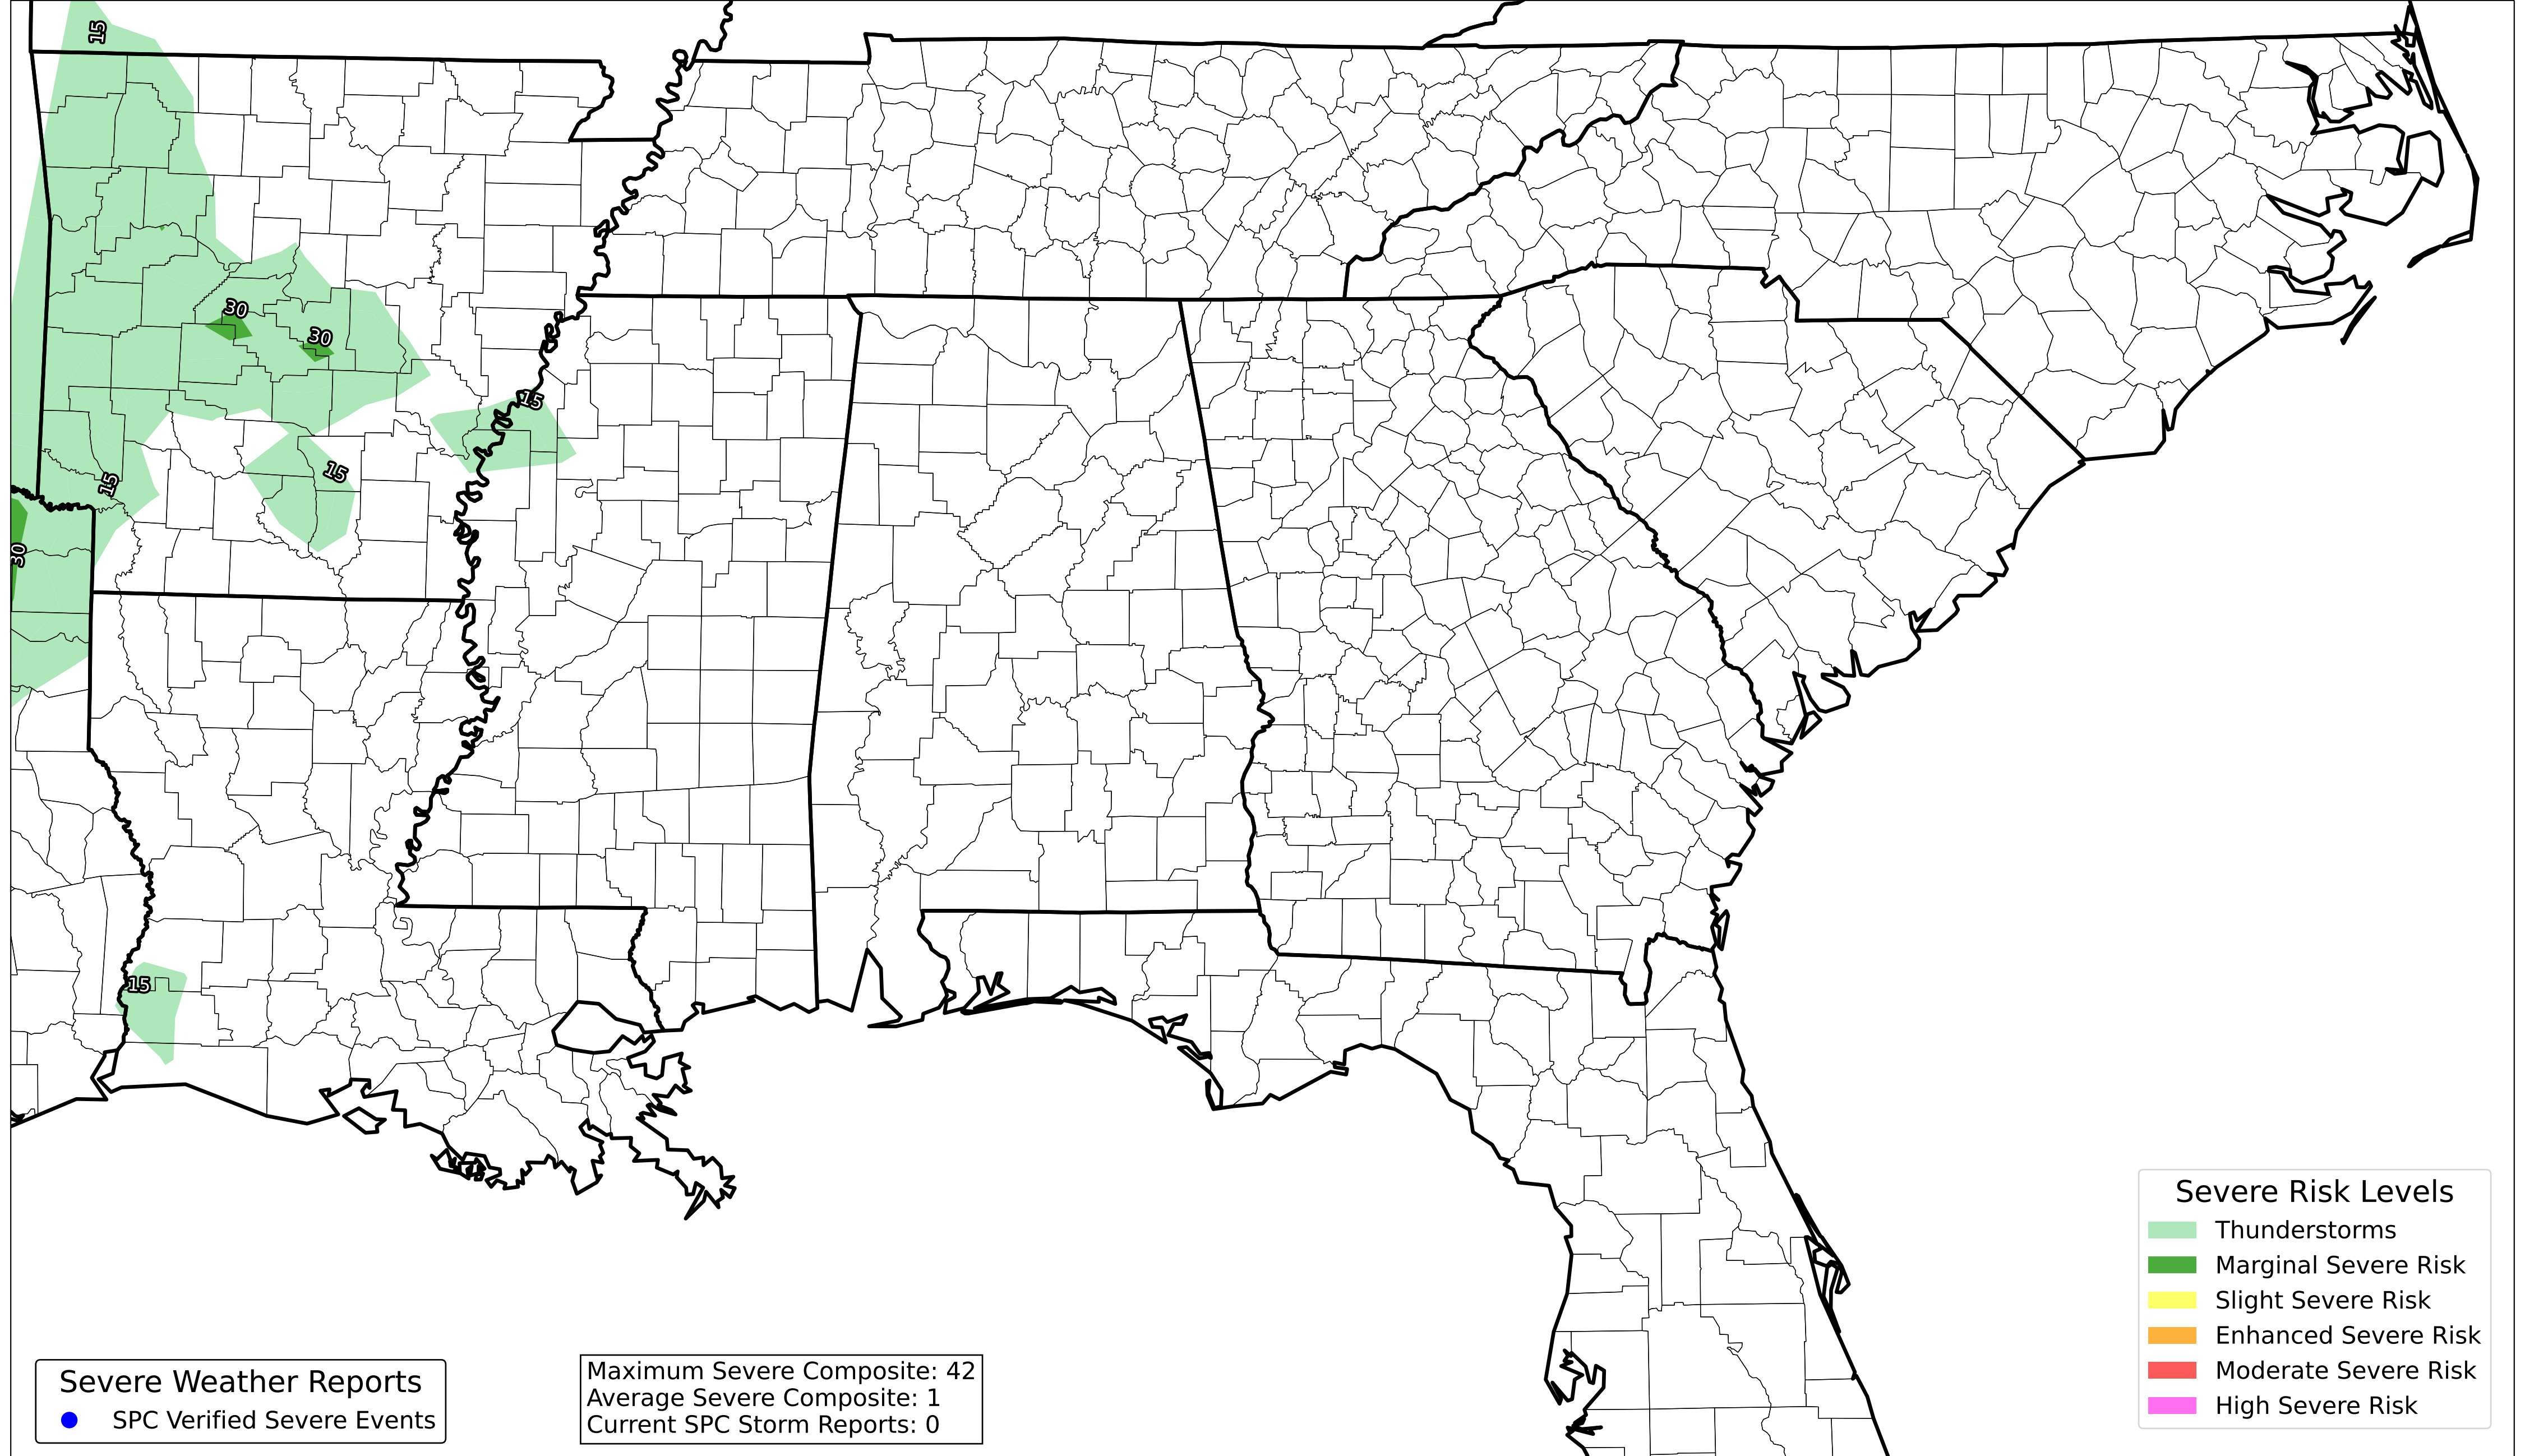 15
30
30
15
15
15
30
15
Severe Risk Levels
Thunderstorms
Marginal Severe Risk
Slight Severe Risk
Enhanced Severe Risk
Moderate Severe Risk
High Severe Risk
Severe Weather Reports
SPC Verified Severe Events
Maximum Severe Composite: 42
Average Severe Composite: 1
Current SPC Storm Reports: 0